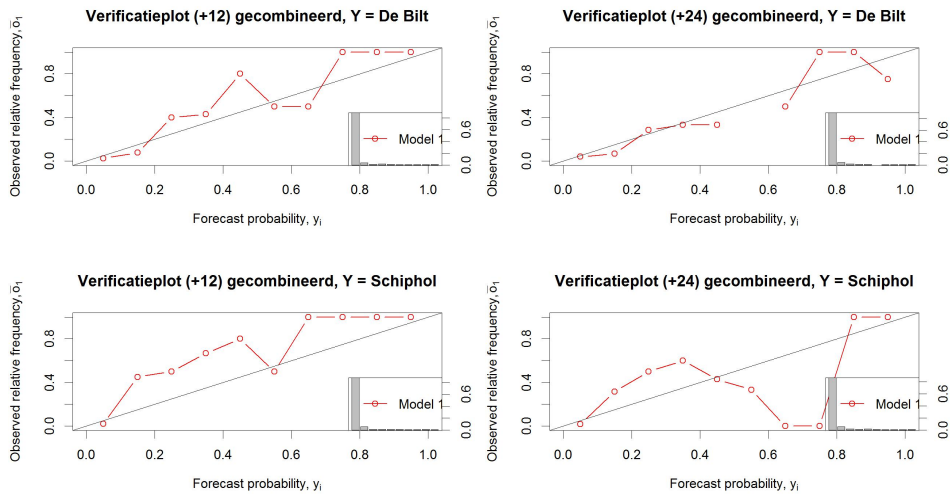 Verificatieplot (+12) gecombineerd, Y = De Bilt
Observed relative frequency, o̅₁
0.0 0.4 0.8
Model 1
0.0 0.6
0.0 0.2 0.4 0.6 0.8 1.0
Forecast probability, yᵢ
Verificatieplot (+24) gecombineerd, Y = De Bilt
Observed relative frequency, o̅₁
0.0 0.4 0.8
Model 1
0.0 0.6
0.0 0.2 0.4 0.6 0.8 1.0
Forecast probability, yᵢ
Verificatieplot (+12) gecombineerd, Y = Schiphol
Observed relative frequency, o̅₁
0.0 0.4 0.8
Model 1
0.0 0.6
0.0 0.2 0.4 0.6 0.8 1.0
Forecast probability, yᵢ
Verificatieplot (+24) gecombineerd, Y = Schiphol
Observed relative frequency, o̅₁
0.0 0.4 0.8
Model 1
0.0 0.6
0.0 0.2 0.4 0.6 0.8 1.0
Forecast probability, yᵢ